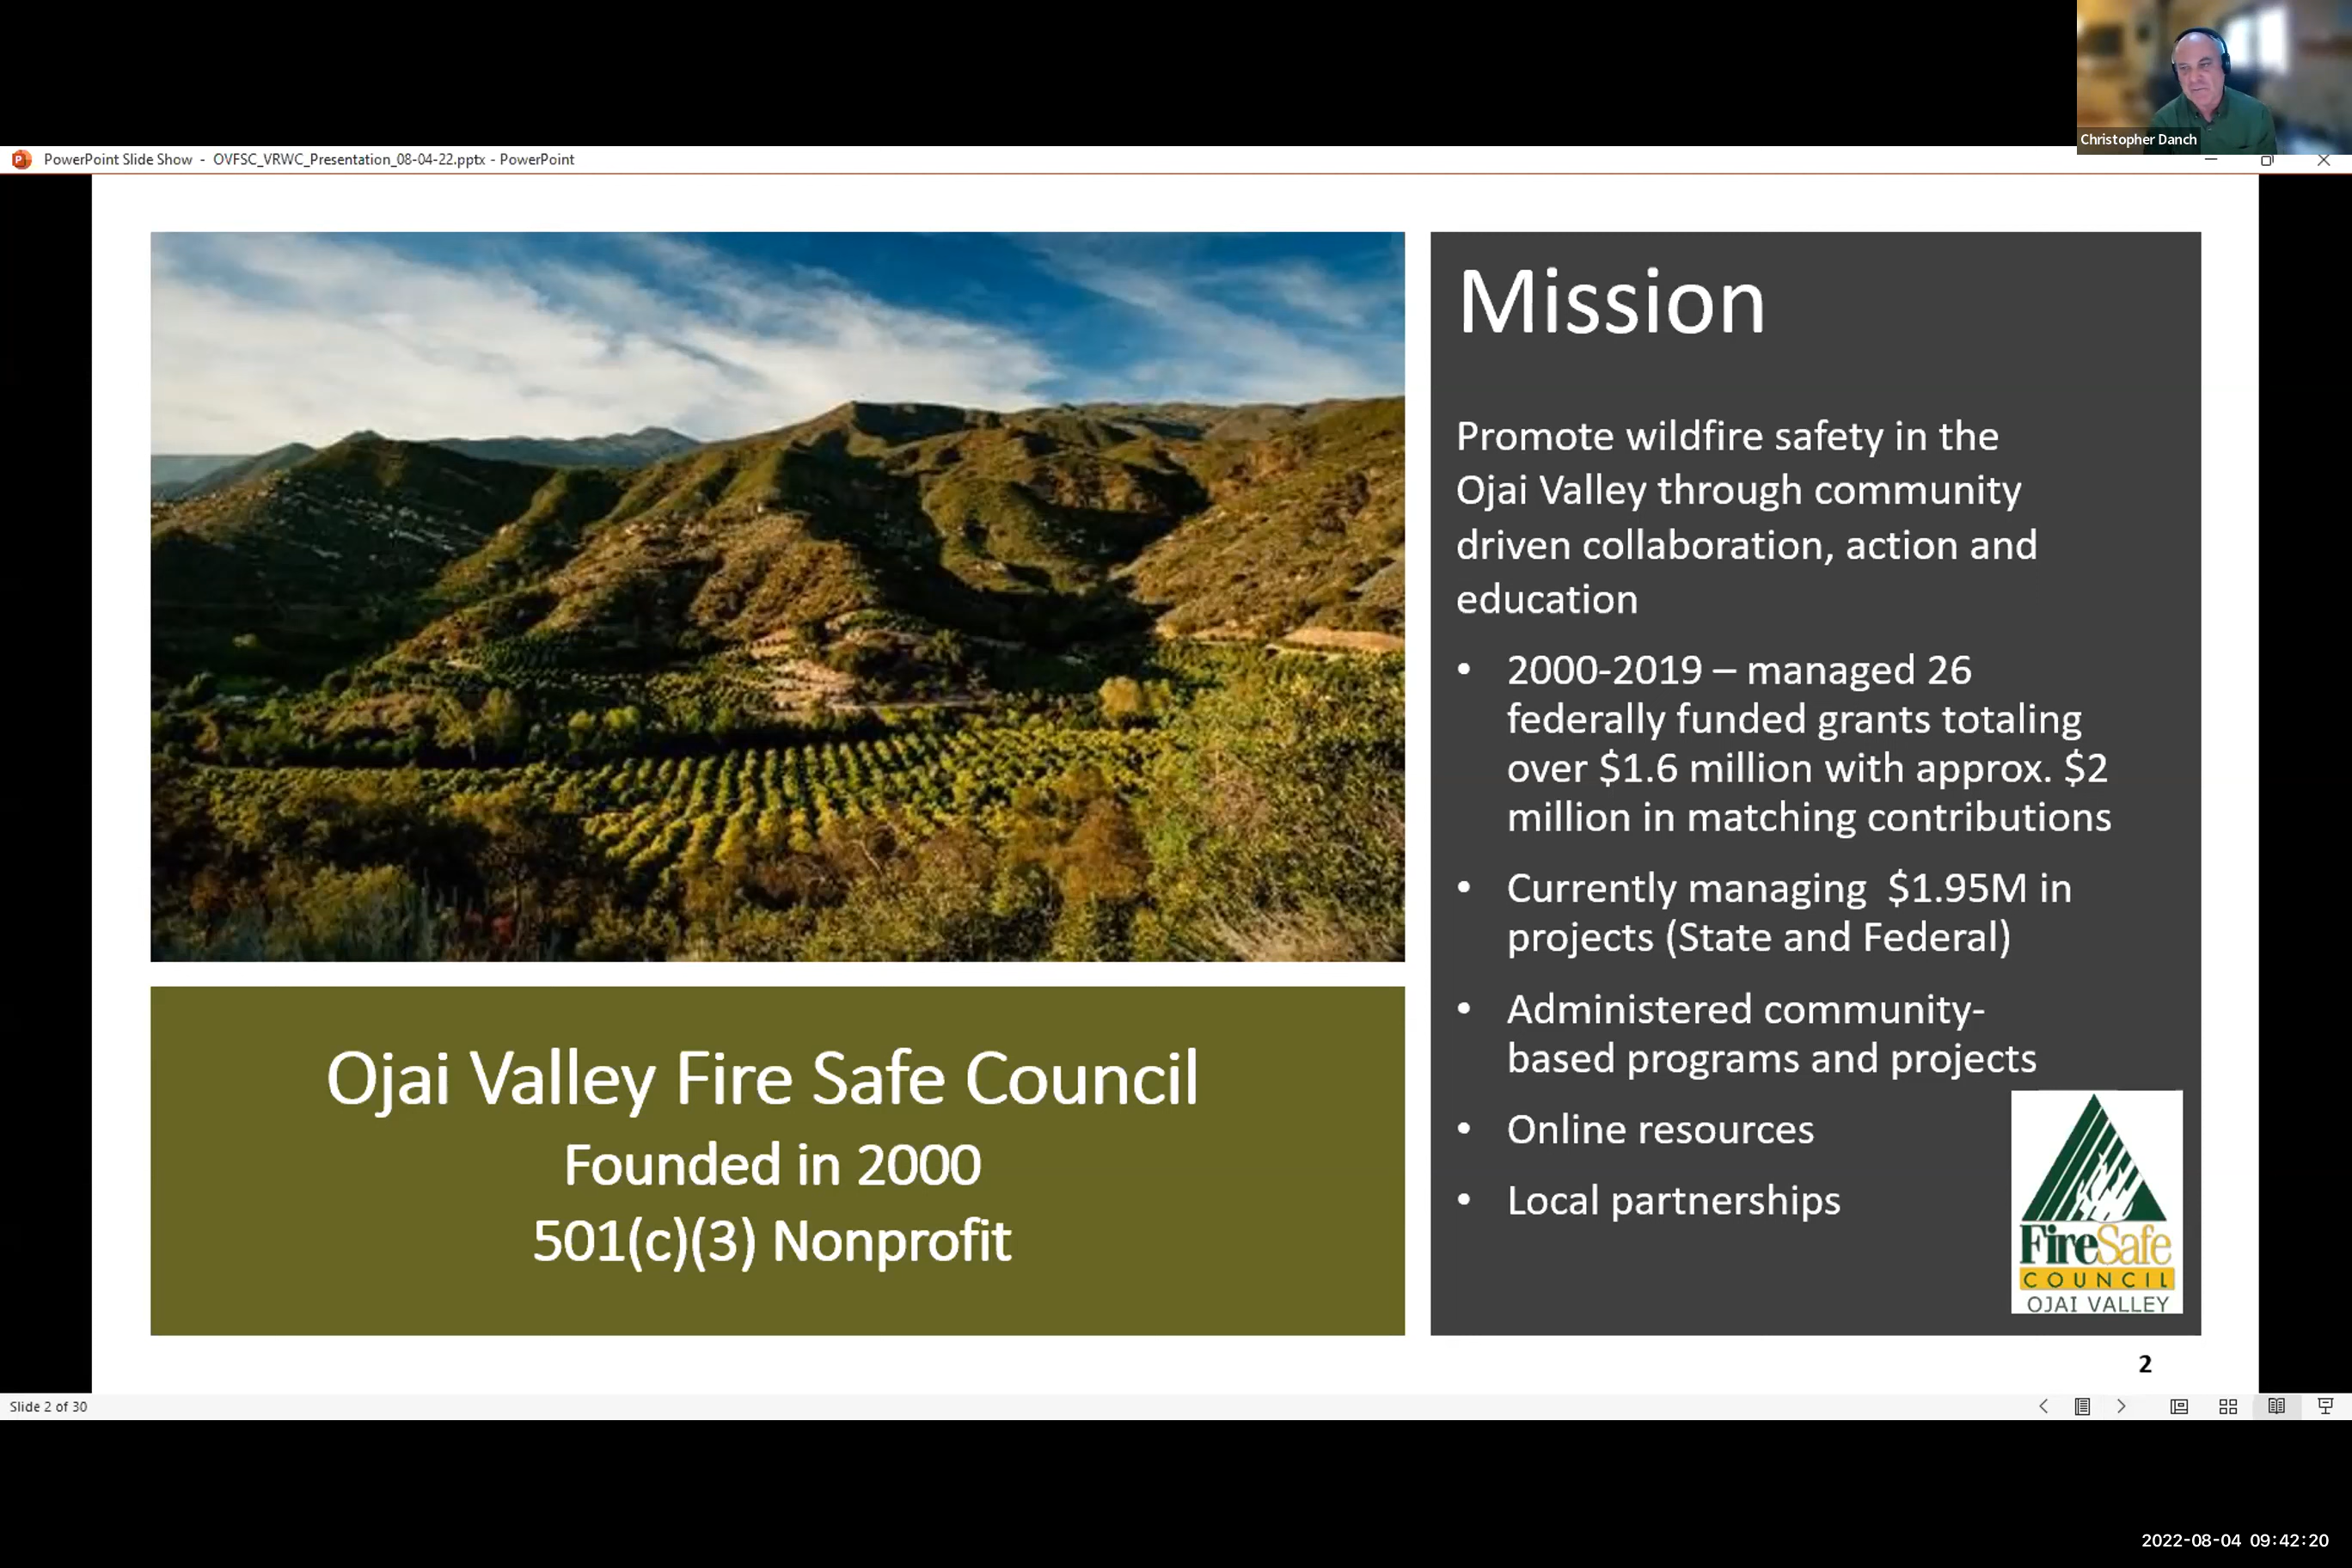 Christopher Danch
PowerPoint Slide Show - OVFSC_VRWC_Presentation_08-04-22.pptx - PowerPoint
Mission
Promote wildfire safety in the
Ojai Valley through community
driven collaboration, action and
education
• 2000-2019 – managed 26
federally funded grants totaling
over $1.6 million with approx. $2
million in matching contributions
• Currently managing $1.95M in
projects (State and Federal)
• Administered community-
based programs and projects
• Online resources
• Local partnerships
Ojai Valley Fire Safe Council
Founded in 2000
501(c)(3) Nonprofit
FireSafe
COUNCIL
OJAI VALLEY
2
Slide 2 of 30
2022-08-04 09:42:20